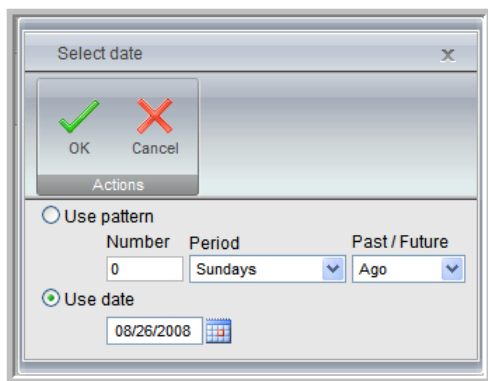 Select date
x
OK Cancel
Actions
Use pattern
Number Period Past / Future
0 Sundays Ago
Use date
08/26/2008